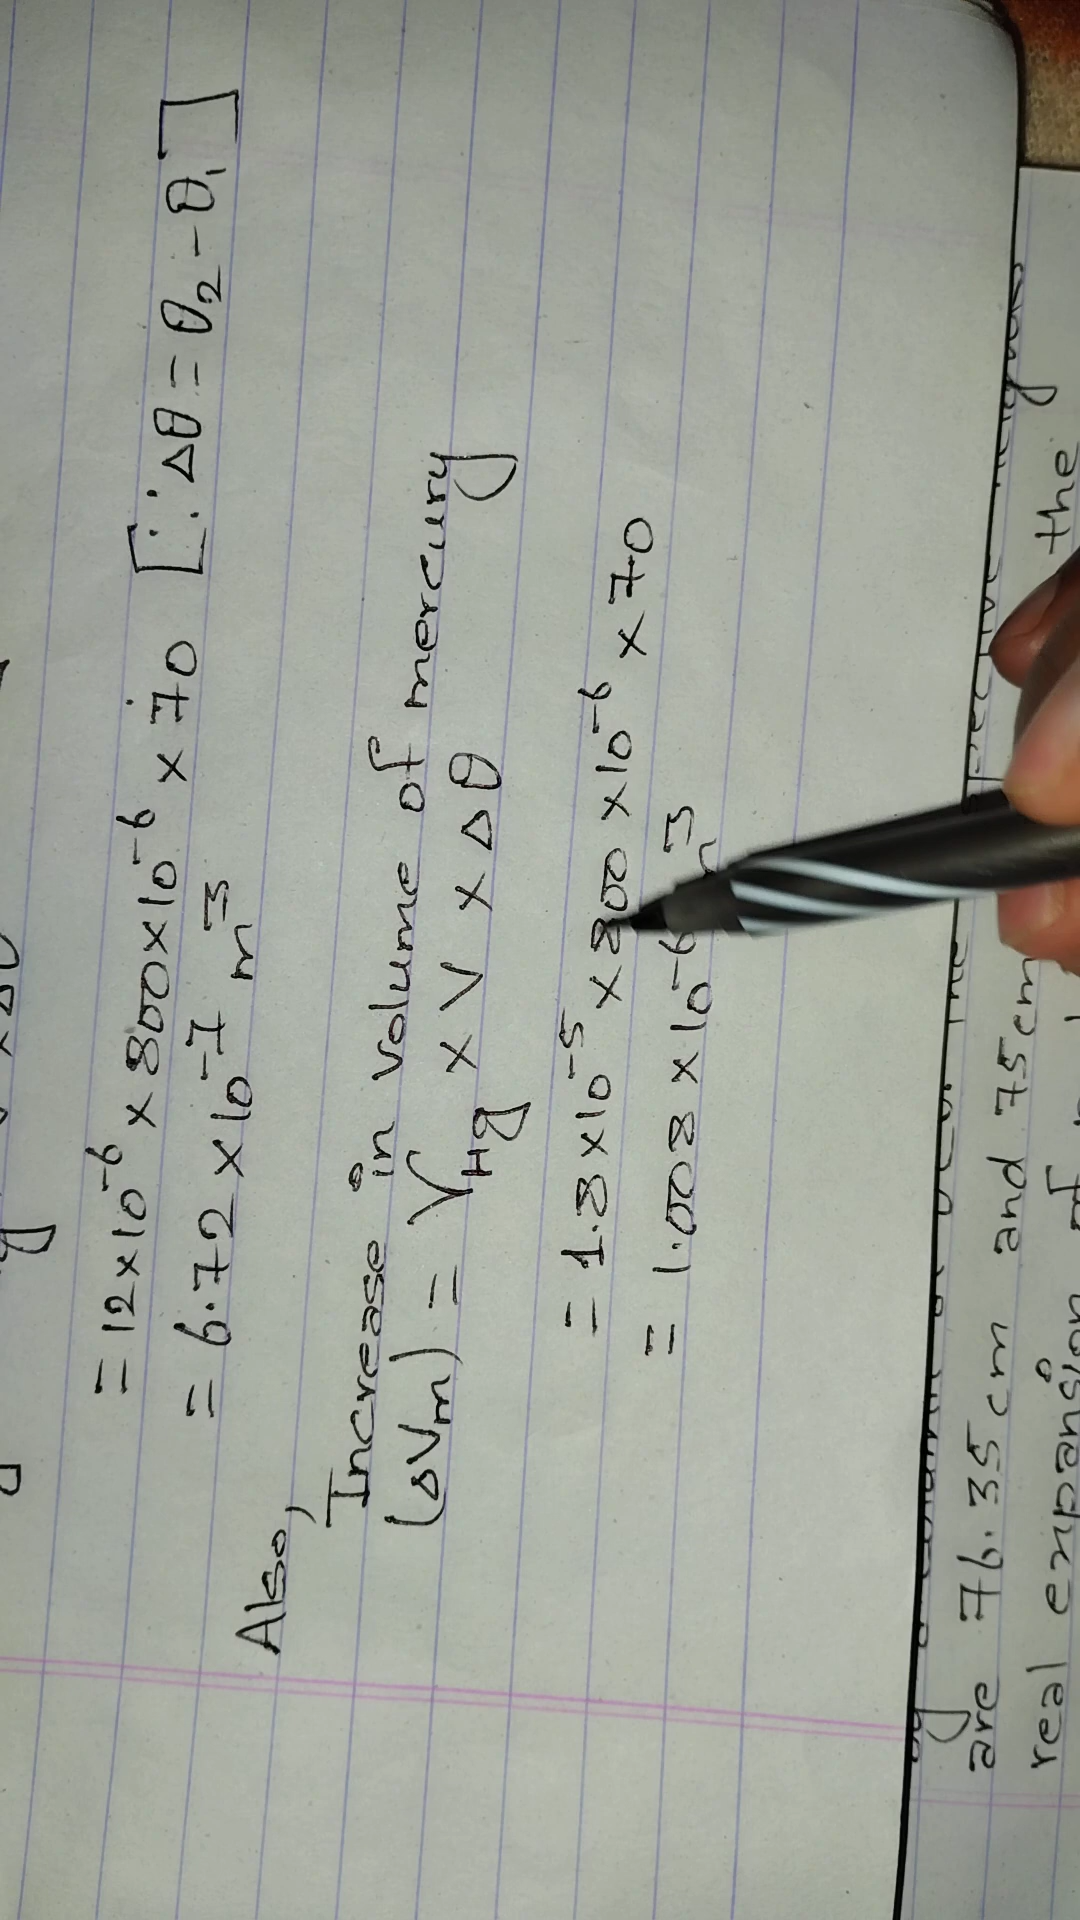 = 12×10⁻⁶ × 800×10⁻⁶ × 70 [∵ Δθ = θ₂ - θ₁]
= 6.72 × 10⁻⁷ m³
Also,
Increase in volume of mercury
(ΔVm) = γHg × V × Δθ
= 1.8 × 10⁻⁵ × 800 × 10⁻⁶ × 70
= 1.008 × 10⁻⁶ m³
are 76.35 cm and 75 cm
real expansion of the